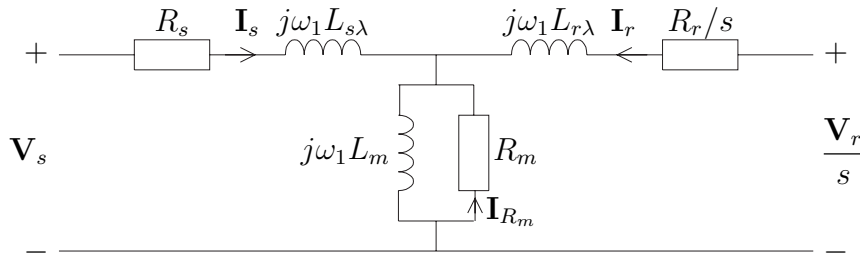 R_s I_s jω_1L_{sλ} jω_1L_{rλ} I_r R_r/s
+ +
V_s jω_1L_m R_m V_r/s
I_{R_m}
− −